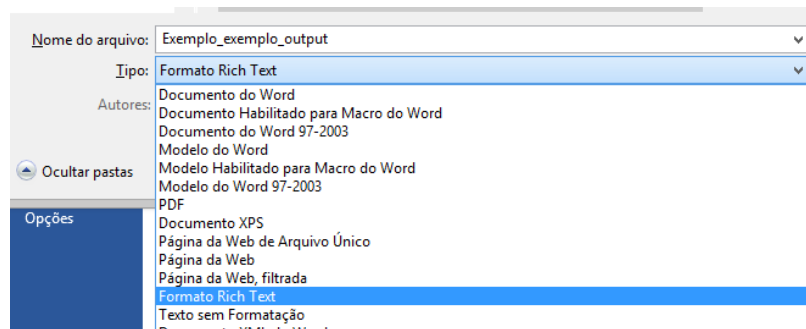 Nome do arquivo: Exemplo_exemplo_output
Tipo: Formato Rich Text
Autores:
Documento do Word
Documento Habilitado para Macro do Word
Documento do Word 97-2003
Modelo do Word
Modelo Habilitado para Macro do Word
Modelo do Word 97-2003
PDF
Documento XPS
Página da Web de Arquivo Único
Página da Web
Página da Web, filtrada
Formato Rich Text
Texto sem Formatação
Ocultar pastas
Opções